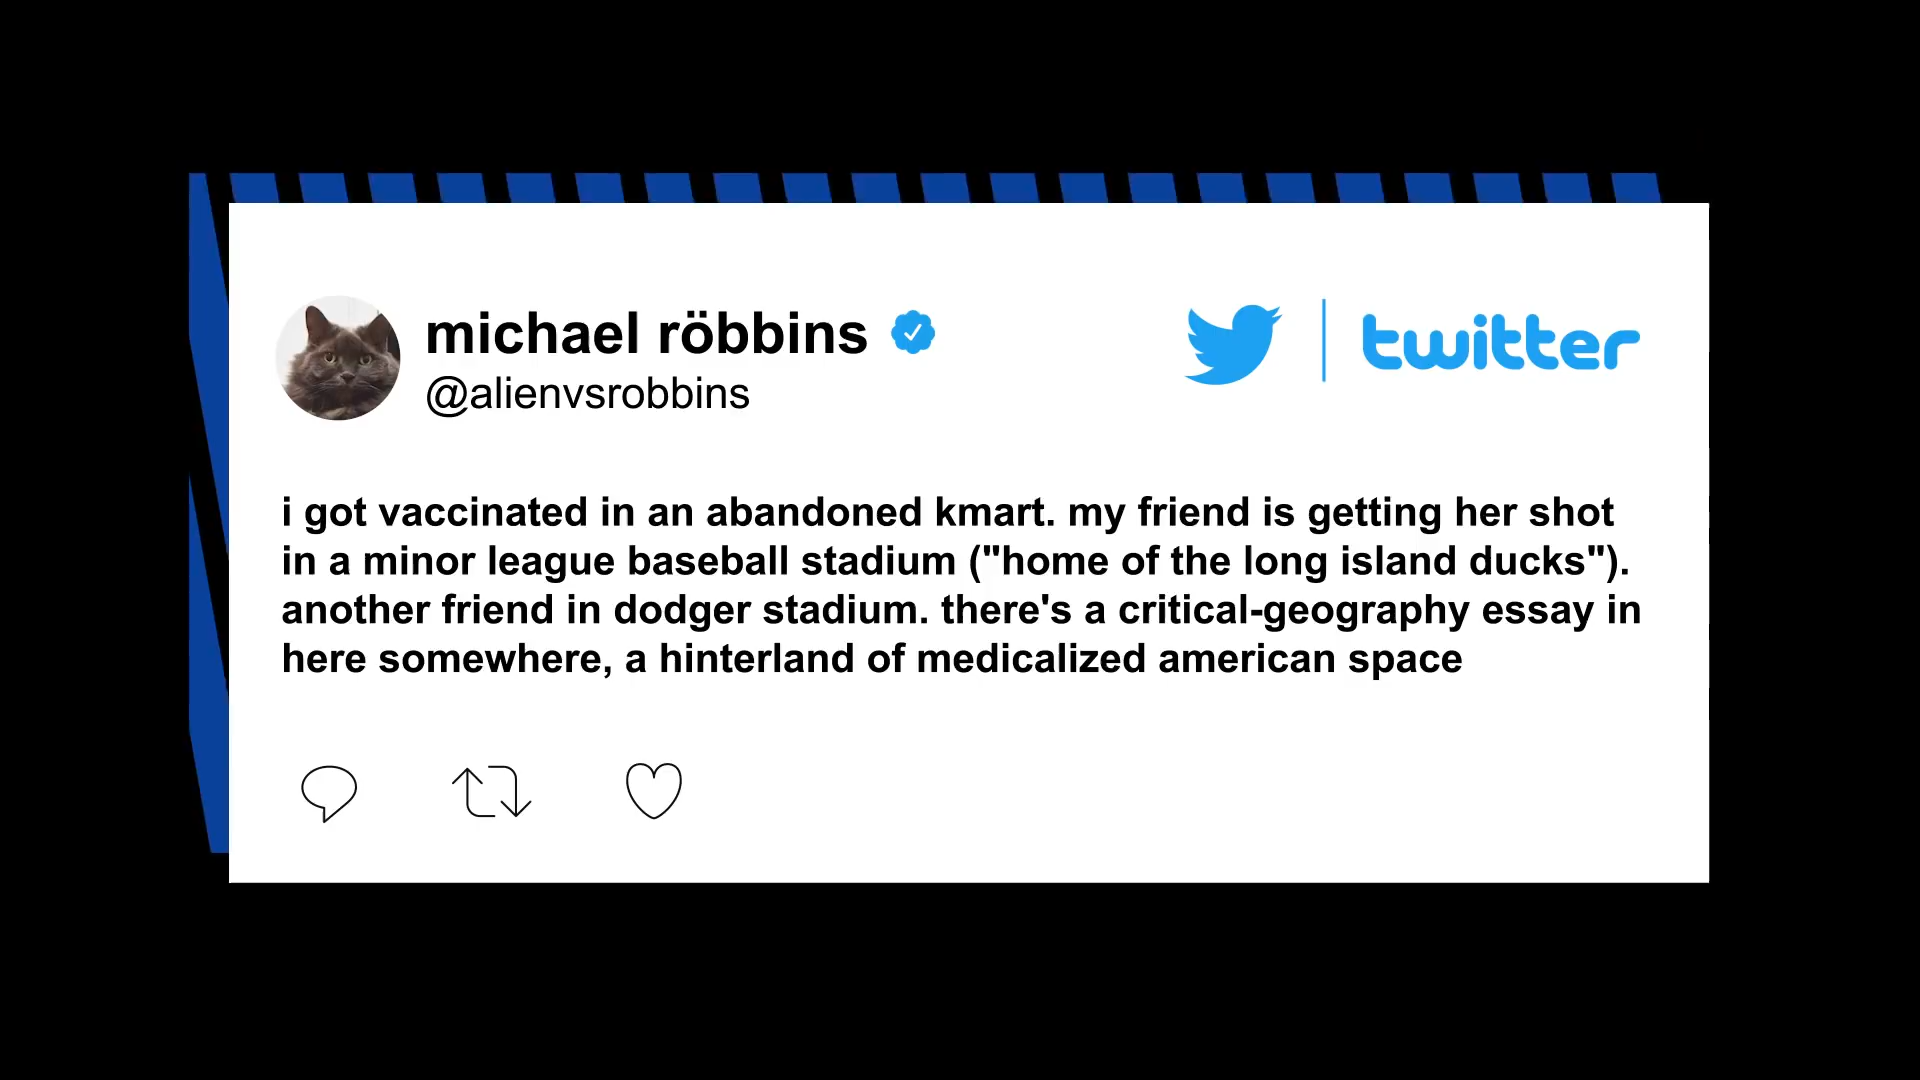 michael röbbins
@alienvsrobbins
twitter
i got vaccinated in an abandoned kmart. my friend is getting her shot
in a minor league baseball stadium ("home of the long island ducks").
another friend in dodger stadium. there's a critical-geography essay in
here somewhere, a hinterland of medicalized american space